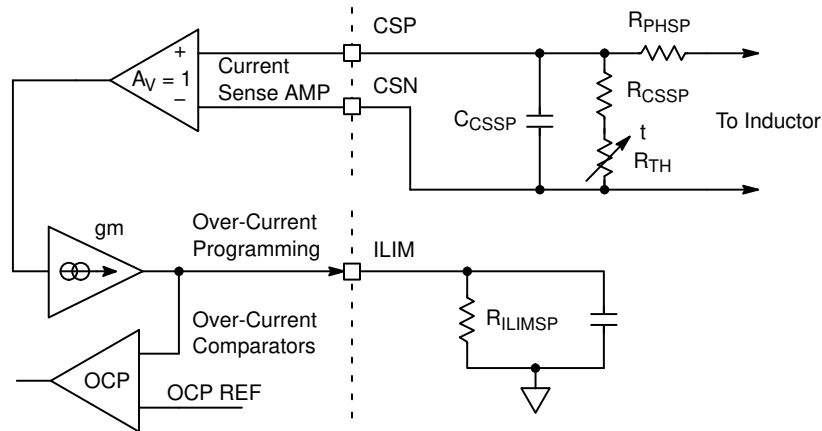 CSP
R_PHSP
+
A_V = 1
−
Current
Sense AMP
CSN
R_CSSP
C_CSSP
t
To Inductor
R_TH
gm
Over-Current
Programming
ILIM
R_ILIMSP
Over-Current
Comparators
OCP
OCP REF